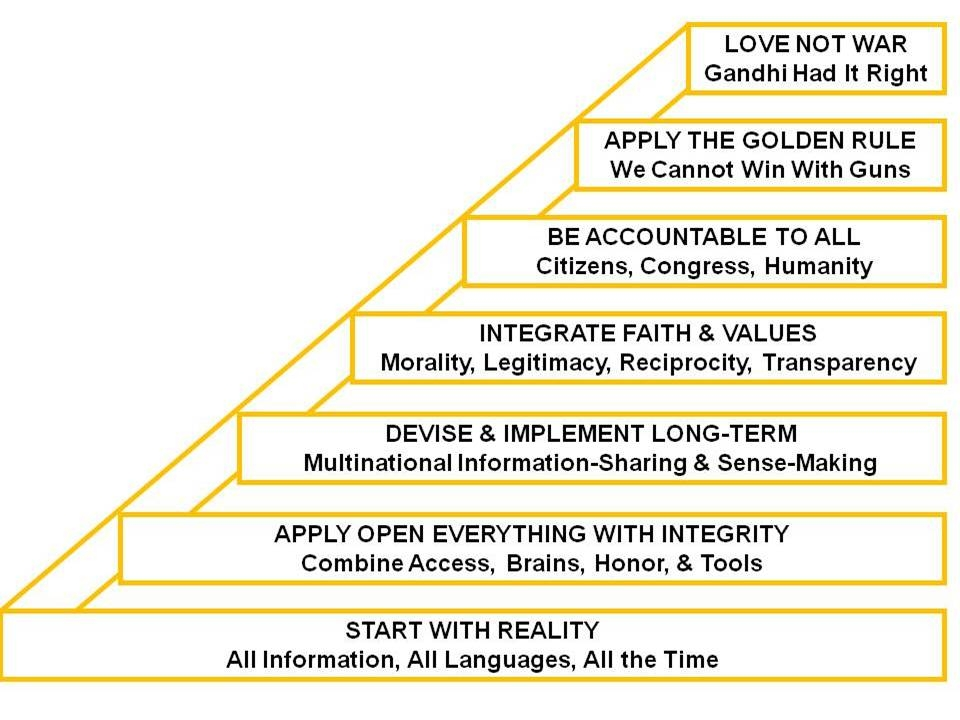 LOVE NOT WAR
Gandhi Had It Right
APPLY THE GOLDEN RULE
We Cannot Win With Guns
BE ACCOUNTABLE TO ALL
Citizens, Congress, Humanity
INTEGRATE FAITH & VALUES
Morality, Legitimacy, Reciprocity, Transparency
DEVISE & IMPLEMENT LONG-TERM
Multinational Information-Sharing & Sense-Making
APPLY OPEN EVERYTHING WITH INTEGRITY
Combine Access, Brains, Honor, & Tools
START WITH REALITY
All Information, All Languages, All the Time